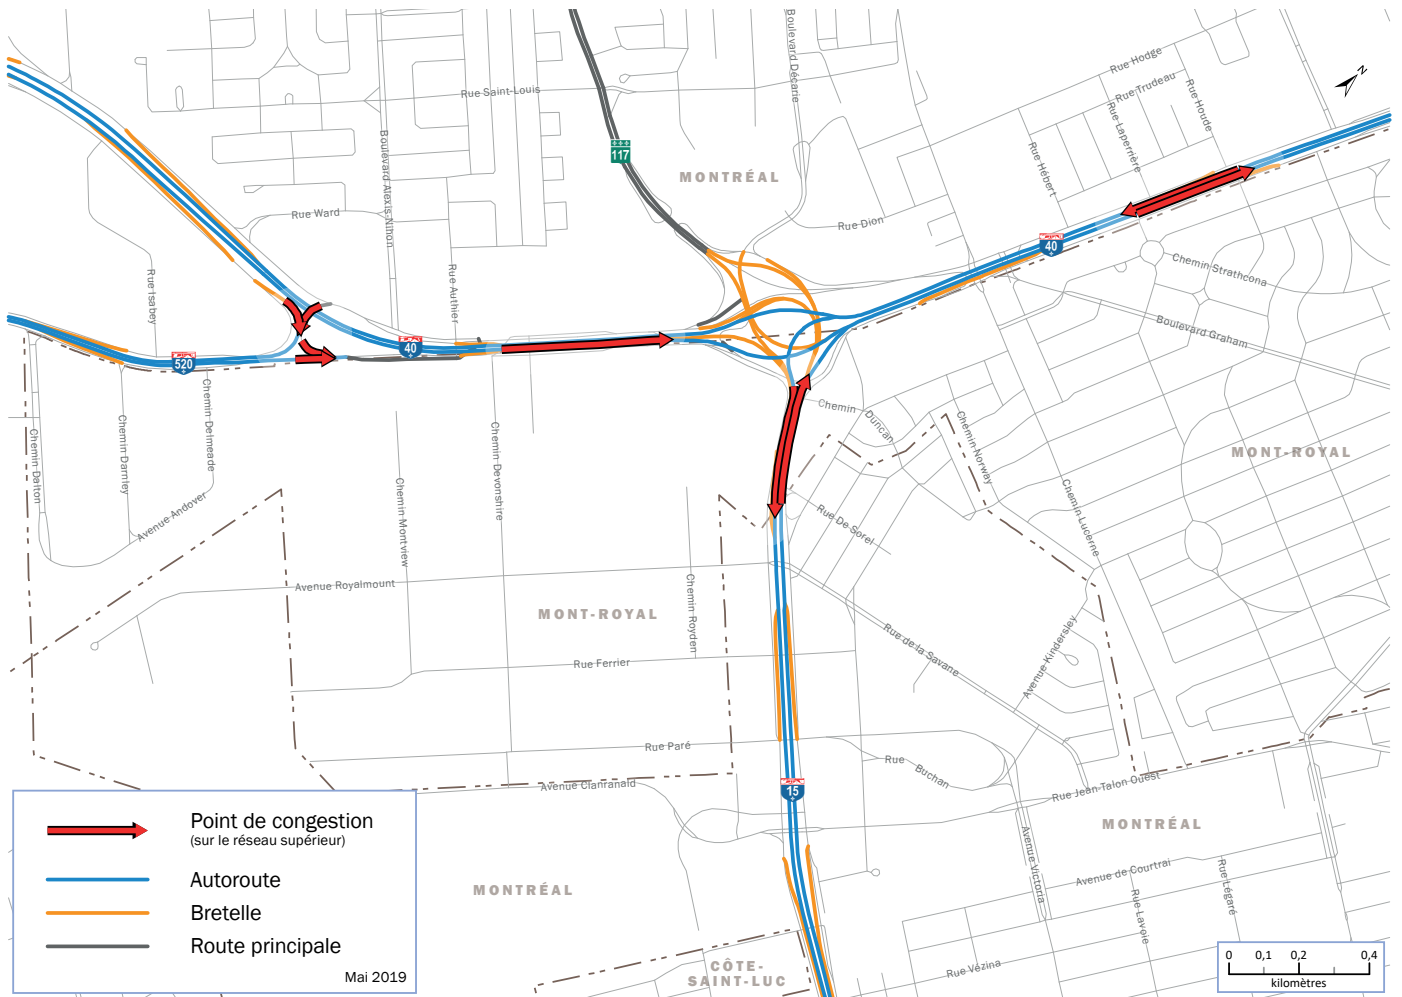 Boulevard Décarie
Rue Hodge
Rue Trudeau
Rue Houde
N
Rue Saint-Louis
Rue Laperrière
Boulevard Alexis-Nihon
117
MONTRÉAL
Rue Hébert
Rue Ward
Rue Dion
40
Rue Isabey
Rue Authier
Chemin Strathcona
Boulevard Graham
40
520
Chemin Dalton
Chemin Darnley
Chemin Delmeade
Chemin Duncan
Chemin Norway
MONT-ROYAL
Avenue Andover
Chemin Montview
Chemin Devonshire
Rue De Sorel
Chemin Lucerne
Avenue Royalmount
MONT-ROYAL
Chemin Royden
Rue de la Savane
Avenue Kindersley
Rue Ferrier
Rue Paré
Rue Buchan
Avenue Clanranald
15
Rue Jean-Talon Ouest
MONTRÉAL
Avenue Victoria
Avenue de Courtrai
Rue Légaré
Rue Lavoie
MONTRÉAL
CÔTE-
SAINT-LUC
Rue Vézina
Point de congestion
(sur le réseau supérieur)
Autoroute
Bretelle
Route principale
Mai 2019
0 0,1 0,2 0,4
kilomètres